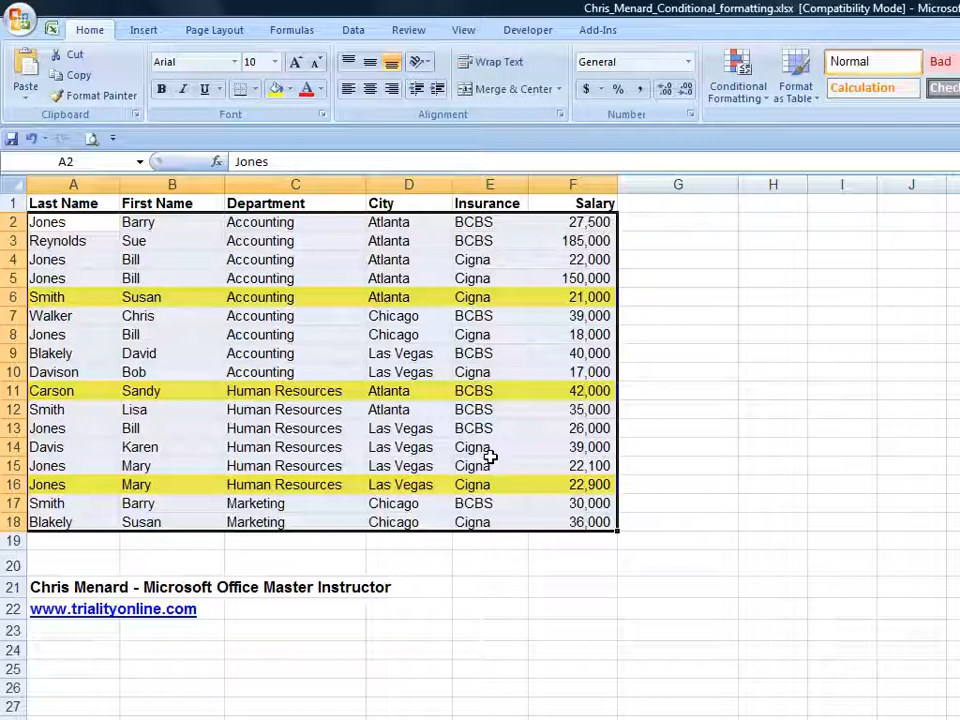 Chris_Menard_Conditional_formatting.xlsx [Compatibility Mode] - Microso
Home Insert Page Layout Formulas Data Review View Developer Add-Ins
Paste
Cut
Copy
Format Painter
Clipboard
Arial 10
B I U
Font
Wrap Text
Merge & Center
Alignment
General
$ % ,
Number
Conditional Formatting
Format as Table
Normal Bad
Calculation Chec
A2 fx Jones
A B C D E F G H I J
1 Last Name First Name Department City Insurance Salary
2 Jones Barry Accounting Atlanta BCBS 27,500
3 Reynolds Sue Accounting Atlanta BCBS 185,000
4 Jones Bill Accounting Atlanta Cigna 22,000
5 Jones Bill Accounting Atlanta Cigna 150,000
6 Smith Susan Accounting Atlanta Cigna 21,000
7 Walker Chris Accounting Chicago BCBS 39,000
8 Jones Bill Accounting Chicago Cigna 18,000
9 Blakely David Accounting Las Vegas BCBS 40,000
10 Davison Bob Accounting Las Vegas Cigna 17,000
11 Carson Sandy Human Resources Atlanta BCBS 42,000
12 Smith Lisa Human Resources Atlanta BCBS 35,000
13 Jones Bill Human Resources Las Vegas BCBS 26,000
14 Davis Karen Human Resources Las Vegas Cigna 39,000
15 Jones Mary Human Resources Las Vegas Cigna 22,100
16 Jones Mary Human Resources Las Vegas Cigna 22,900
17 Smith Barry Marketing Chicago BCBS 30,000
18 Blakely Susan Marketing Chicago Cigna 36,000
19
20
21 Chris Menard - Microsoft Office Master Instructor
22 www.trialityonline.com
23
24
25
26
27